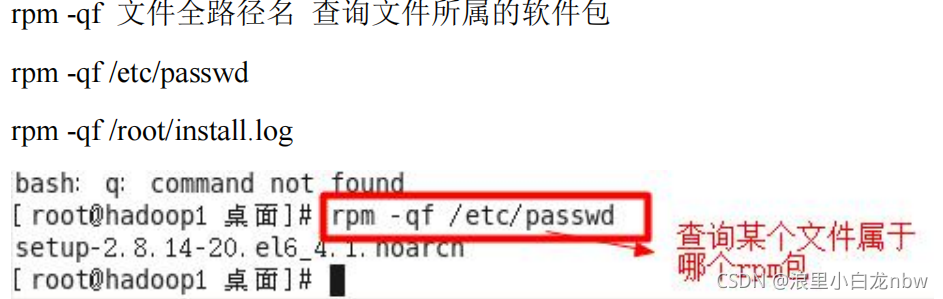 rpm -qf 文件全路径名 查询文件所属的软件包
rpm -qf /etc/passwd
rpm -qf /root/install.log
bash: q: command not found
[root@hadoop1 桌面]# rpm -qf /etc/passwd
setup-2.8.14-20.el6_4.1.noarch
[root@hadoop1 桌面]#
查询某个文件属于
哪个rpm包
CSDN @浪里小白龙nbw